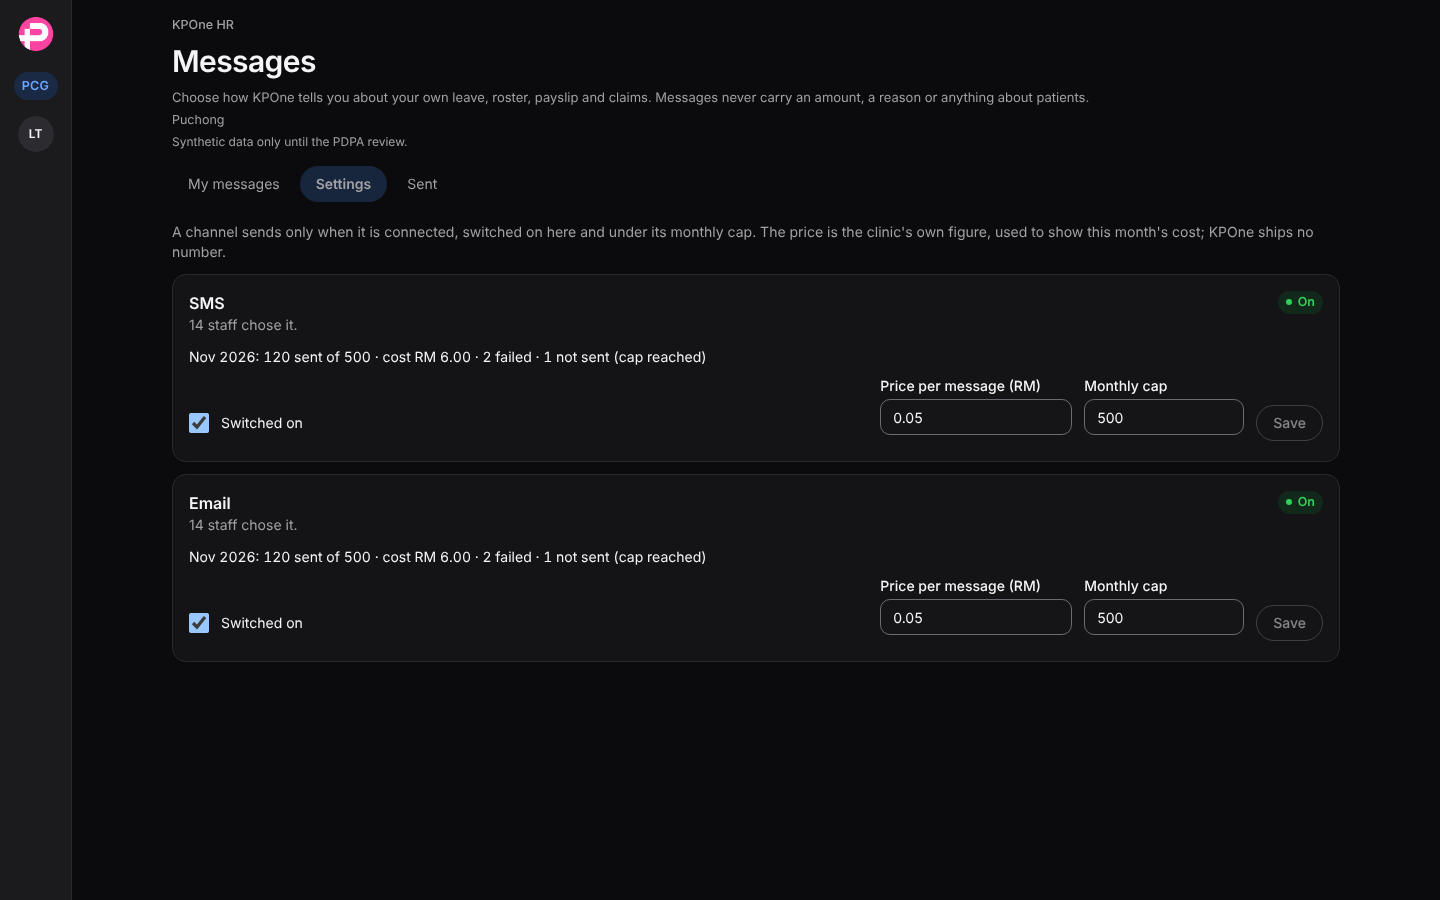 KPOne HR
Messages
Choose how KPOne tells you about your own leave, roster, payslip and claims. Messages never carry an amount, a reason or anything about patients.
Puchong
Synthetic data only until the PDPA review.
PCG
LT
My messages
Settings
Sent
A channel sends only when it is connected, switched on here and under its monthly cap. The price is the clinic's own figure, used to show this month's cost; KPOne ships no
number.
SMS
On
14 staff chose it.
Nov 2026: 120 sent of 500 · cost RM 6.00 · 2 failed · 1 not sent (cap reached)
Price per message (RM)
Monthly cap
Switched on
0.05
500
Save
Email
On
14 staff chose it.
Nov 2026: 120 sent of 500 · cost RM 6.00 · 2 failed · 1 not sent (cap reached)
Price per message (RM)
Monthly cap
Switched on
0.05
500
Save